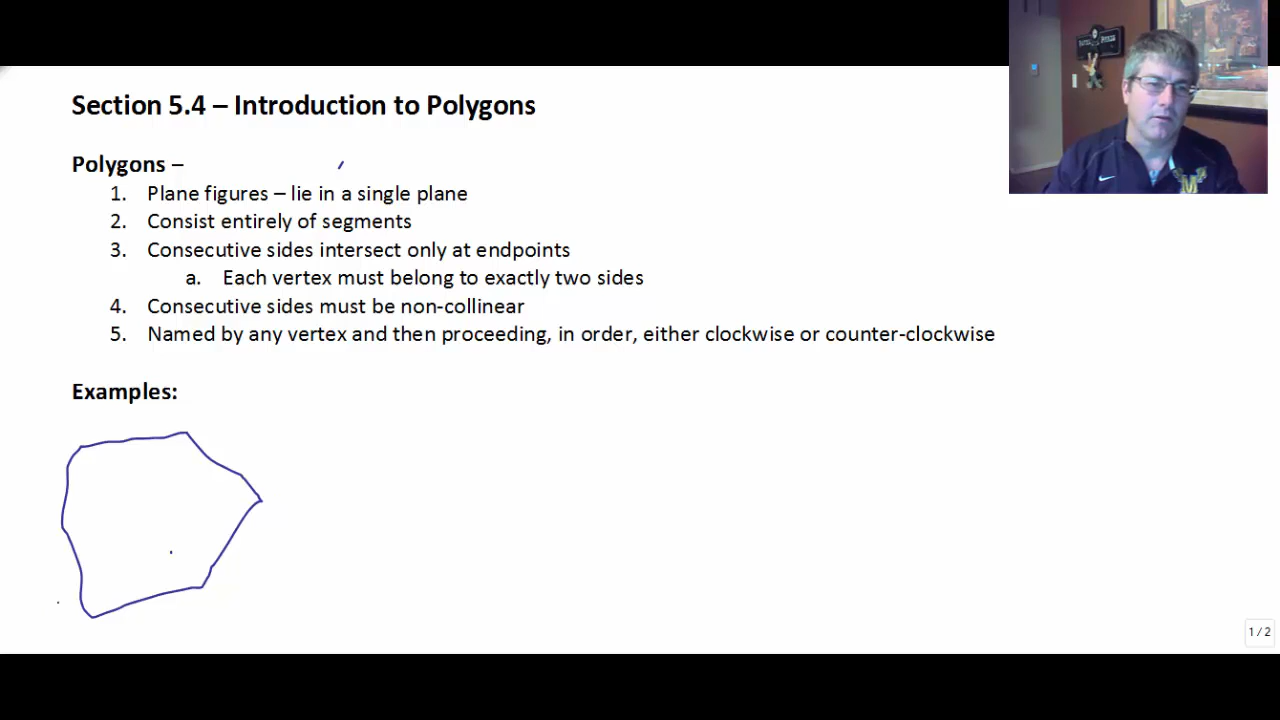 Section 5.4 – Introduction to Polygons
Polygons –
1. Plane figures – lie in a single plane
2. Consist entirely of segments
3. Consecutive sides intersect only at endpoints
a. Each vertex must belong to exactly two sides
4. Consecutive sides must be non-collinear
5. Named by any vertex and then proceeding, in order, either clockwise or counter-clockwise
Examples:
1 / 2